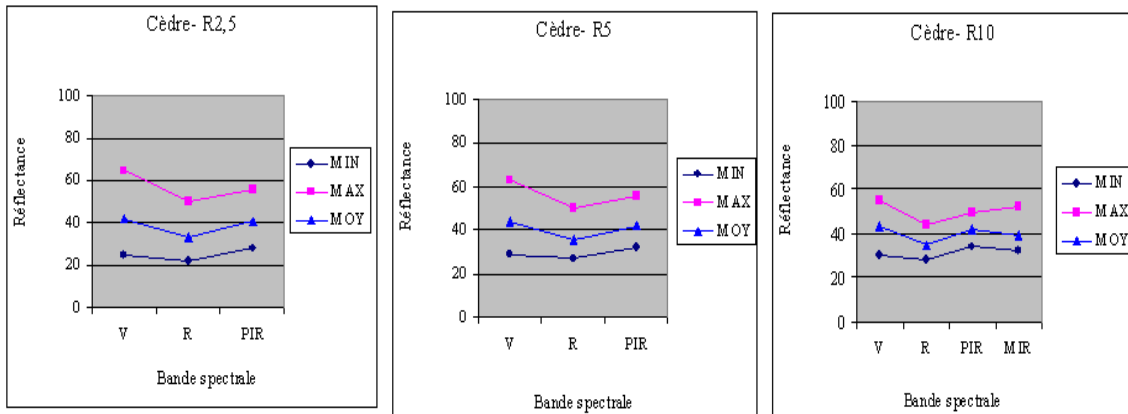 Cèdre- R2,5
Réflectance
100
80
60
40
20
0
V R PIR
Bande spectrale
MIN
MAX
MOY
Cèdre- R5
Réflectance
100
80
60
40
20
0
V R PIR
Bande spectrale
MIN
MAX
MOY
Cèdre- R10
Réflectance
100
80
60
40
20
0
V R PIR MIR
Bande spectrale
MIN
MAX
MOY